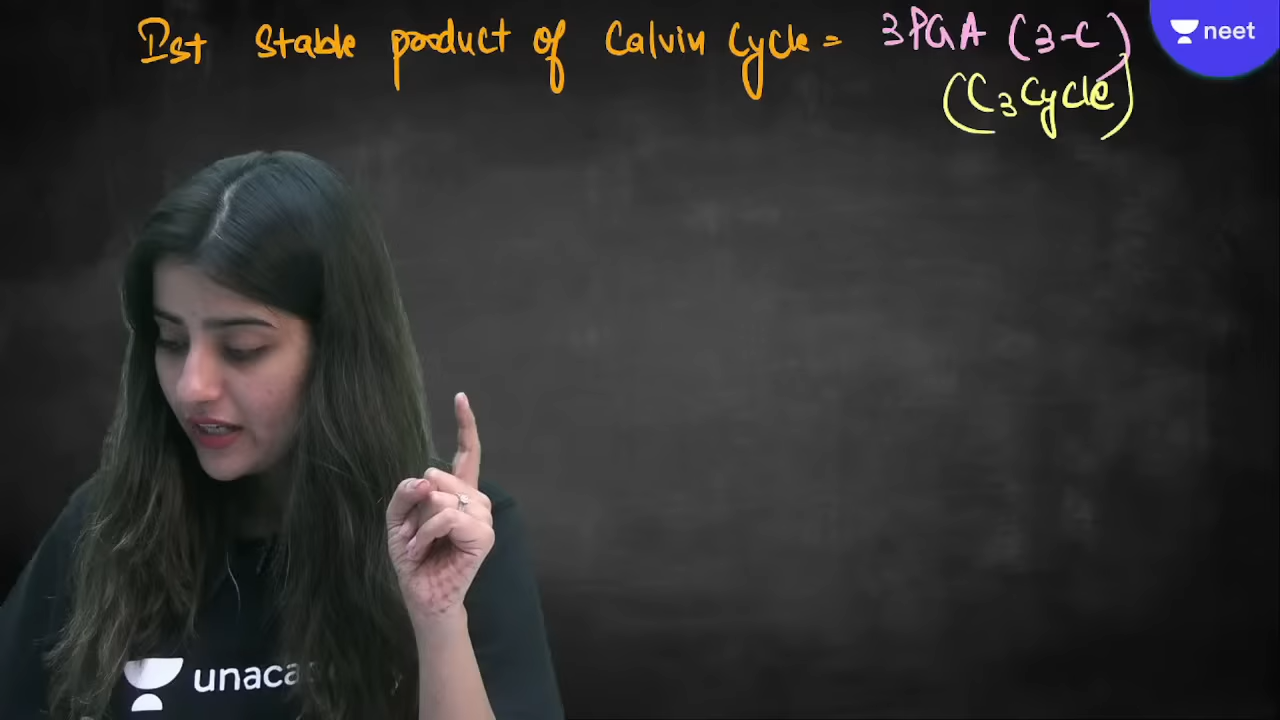 Ist stable product of Calvin Cycle = 3PGA (3-C)
(C3 Cycle)
neet
unaca